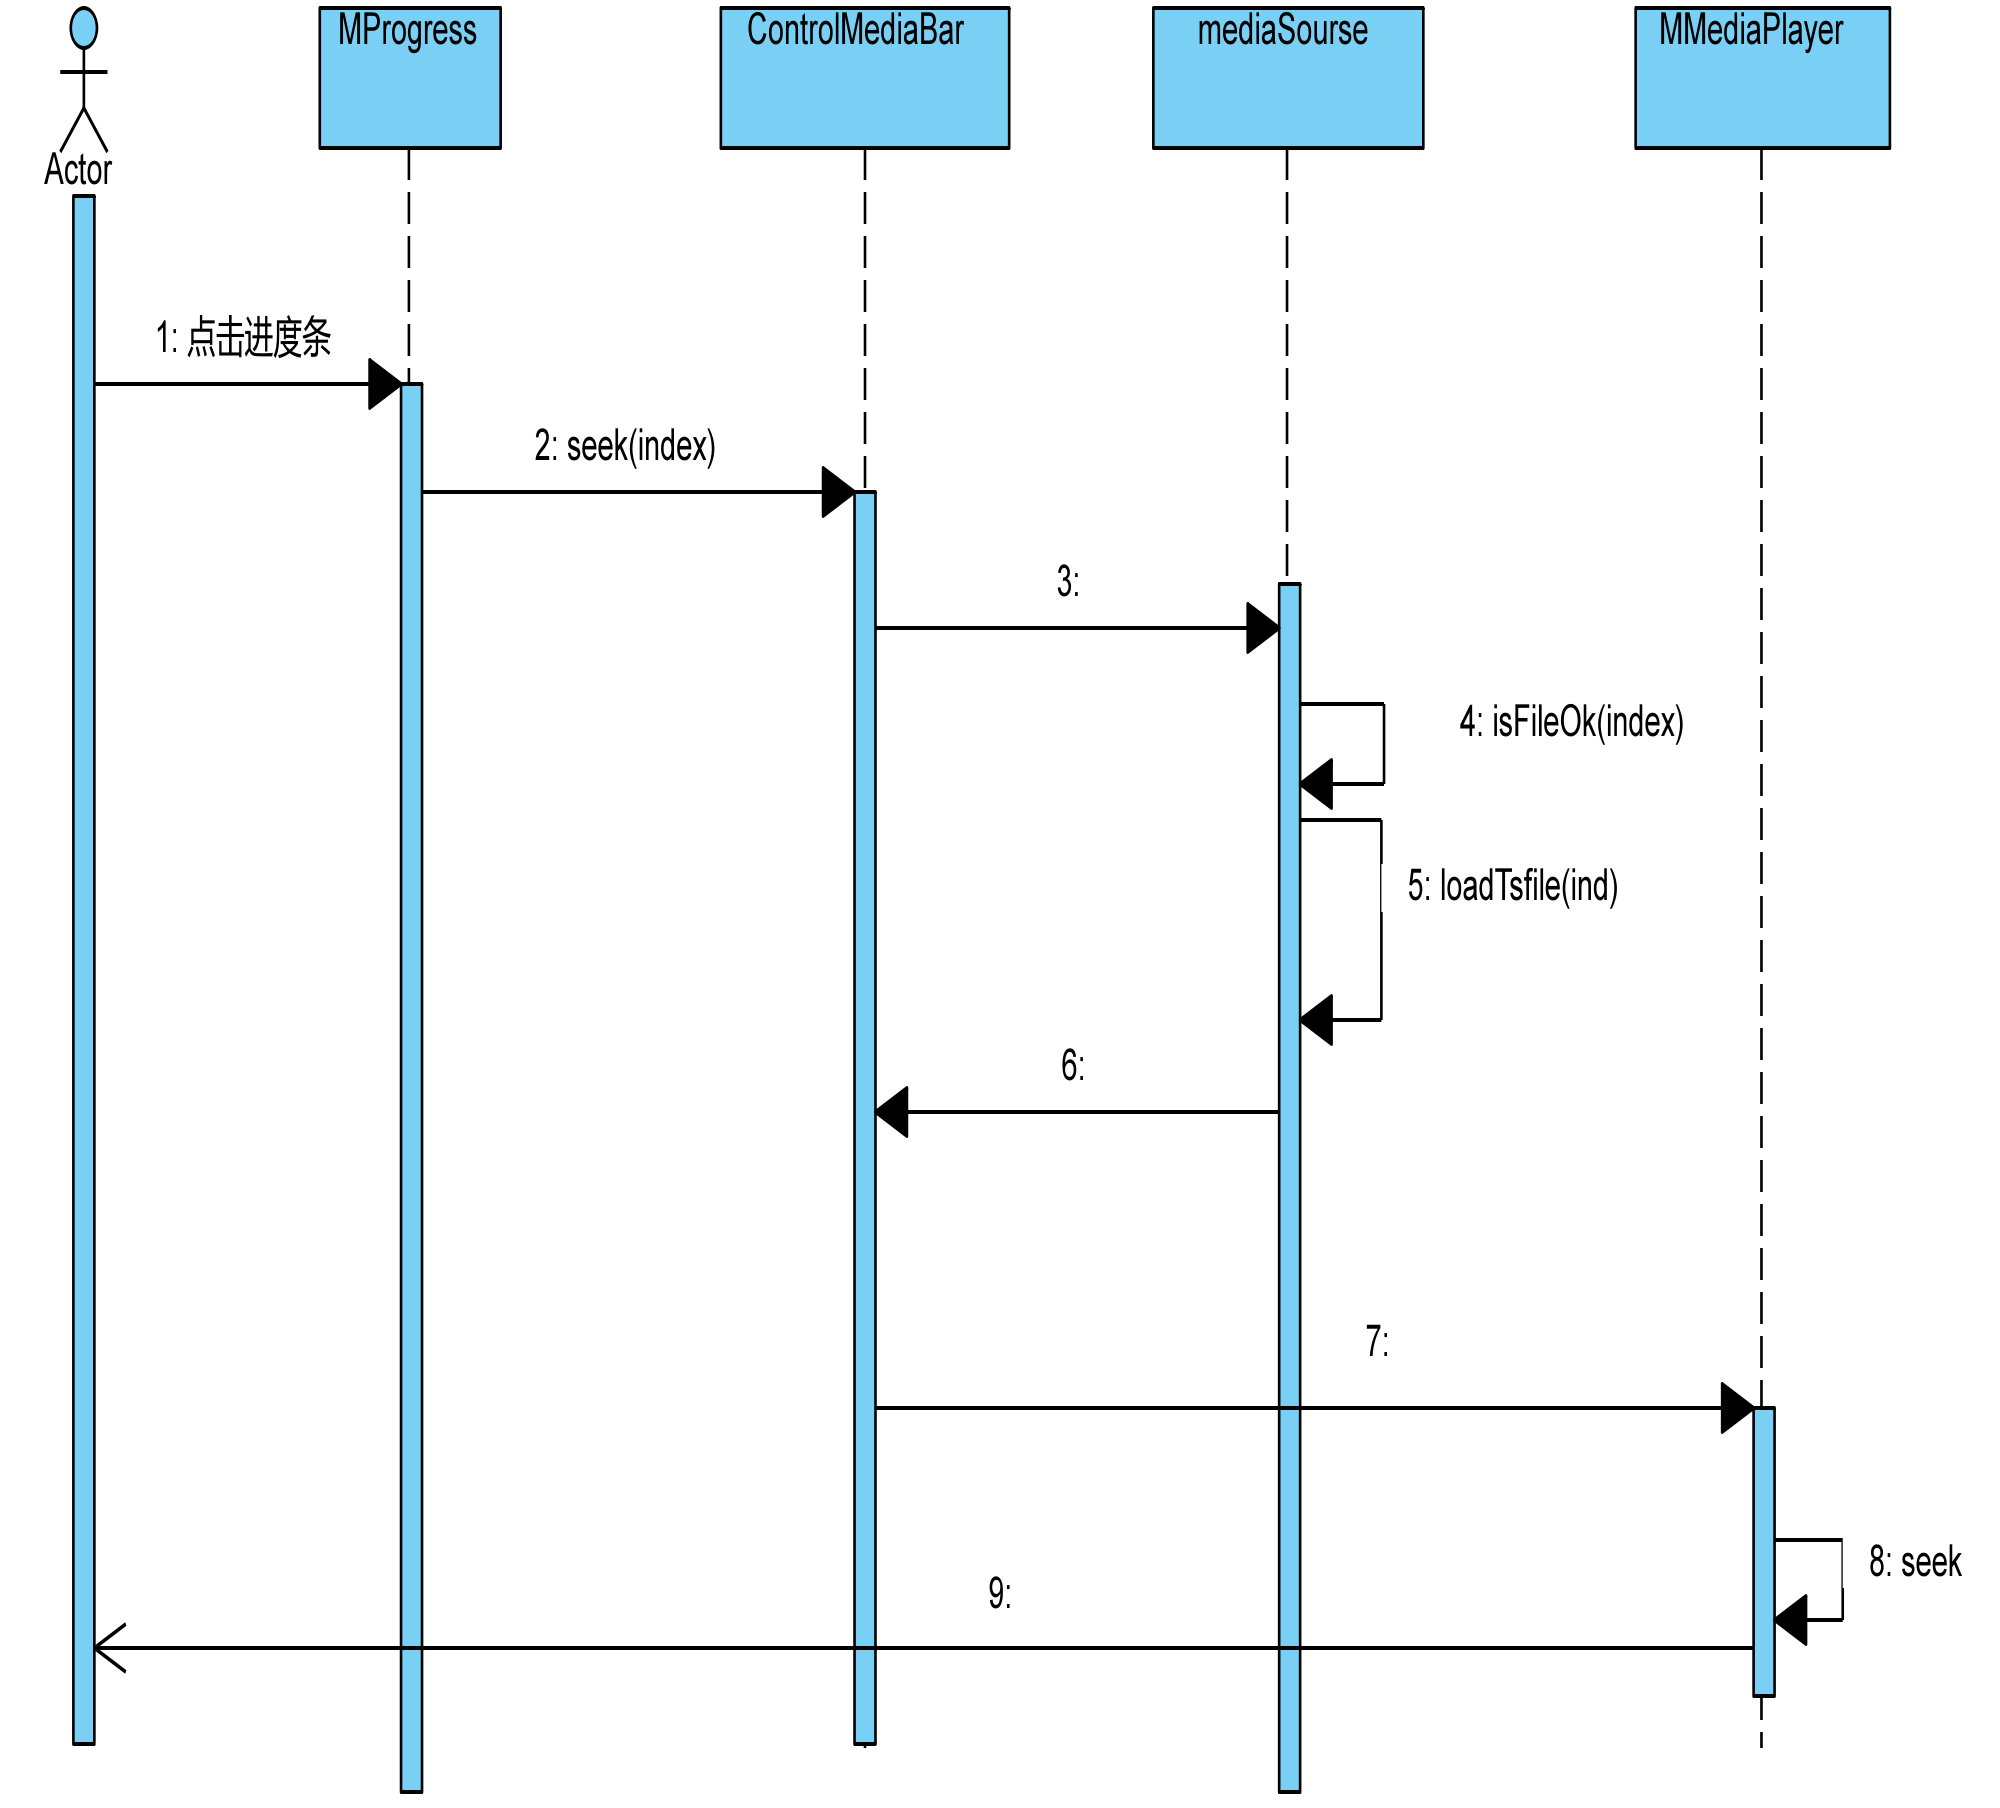 Actor
MProgress
ControlMediaBar
mediaSourse
MMediaPlayer
1: 点击进度条
2: seek(index)
3:
4: isFileOk(index)
5: loadTsfile(ind)
6:
7:
8: seek
9: